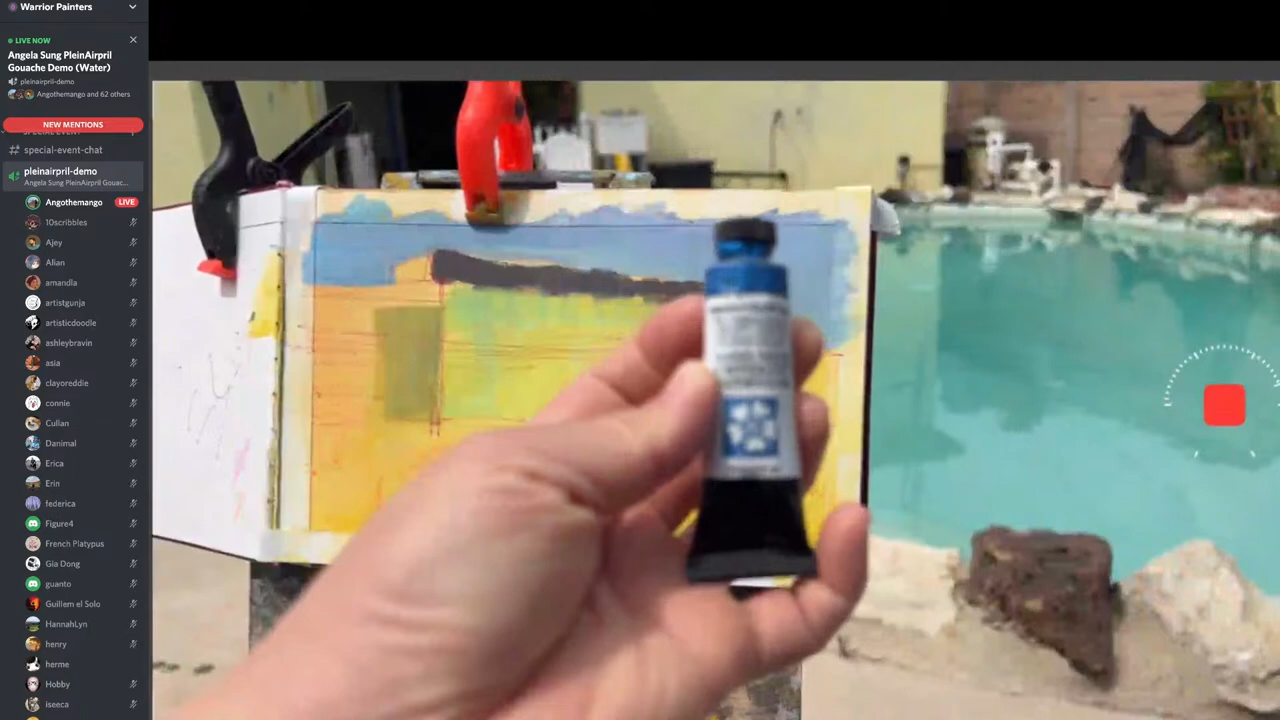 Warrior Painters
LIVE NOW
Angela Sung PleinAirpril
Gouache Demo (Water)
pleinairpril-demo
Angothemango and 62 others
NEW MENTIONS
special-event-chat
pleinairpril-demo
Angela Sung PleinAirpril Gouac...
Angothemango LIVE
10scribbles
Ajey
Alian
amandla
artistgunja
artisticdoodle
ashleybravin
asia
clayoreddie
connie
Cullan
Danimal
Erica
Erin
federica
Figure4
French Platypus
Gia Dong
guanto
Guillem el Solo
HannahLyn
henry
herme
Hobby
iseeca